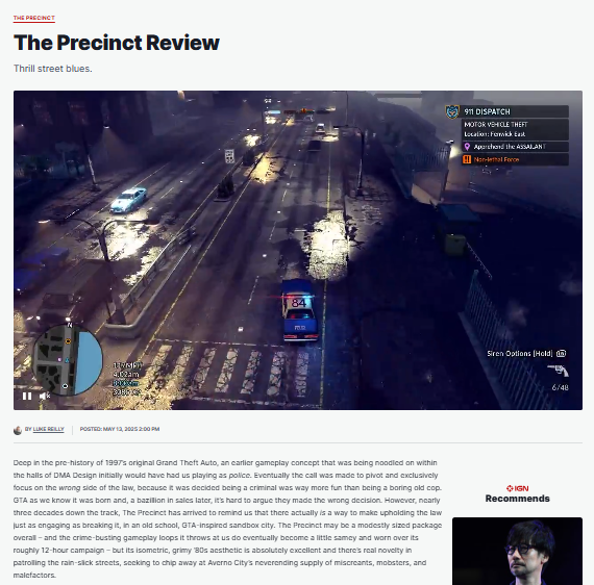 THE PRECINCT
The Precinct Review
Thrill street blues.
911 DISPATCH
MOTOR VEHICLE THEFT
Location: Fenwick East
Apprehend the ASSAILANT
Non-lethal Force
84
N
Siren Options [Hold]
6/48
BY LUKE REILLY
POSTED: MAY 13, 2025 2:00 PM
Deep in the pre-history of 1997's original Grand Theft Auto, an earlier gameplay concept that was being noodled on within
the halls of DMA Design initially would have had us playing as police. Eventually the call was made to pivot and exclusively
focus on the wrong side of the law, because it was decided being a criminal was way more fun than being a boring old cop.
GTA as we know it was born and, a bazillion in sales later, it's hard to argue they made the wrong decision. However, nearly
three decades down the track, The Precinct has arrived to remind us that there actually is a way to make upholding the law
just as engaging as breaking it, in an old school, GTA-inspired sandbox city. The Precinct may be a modestly sized package
overall – and the crime-busting gameplay loops it throws at us do eventually become a little samey and worn over its
roughly 12-hour campaign – but its isometric, grimy '80s aesthetic is absolutely excellent and there's real novelty in
patrolling the rain-slick streets, seeking to chip away at Averno City's neverending supply of miscreants, mobsters, and
malefactors.
IGN
Recommends